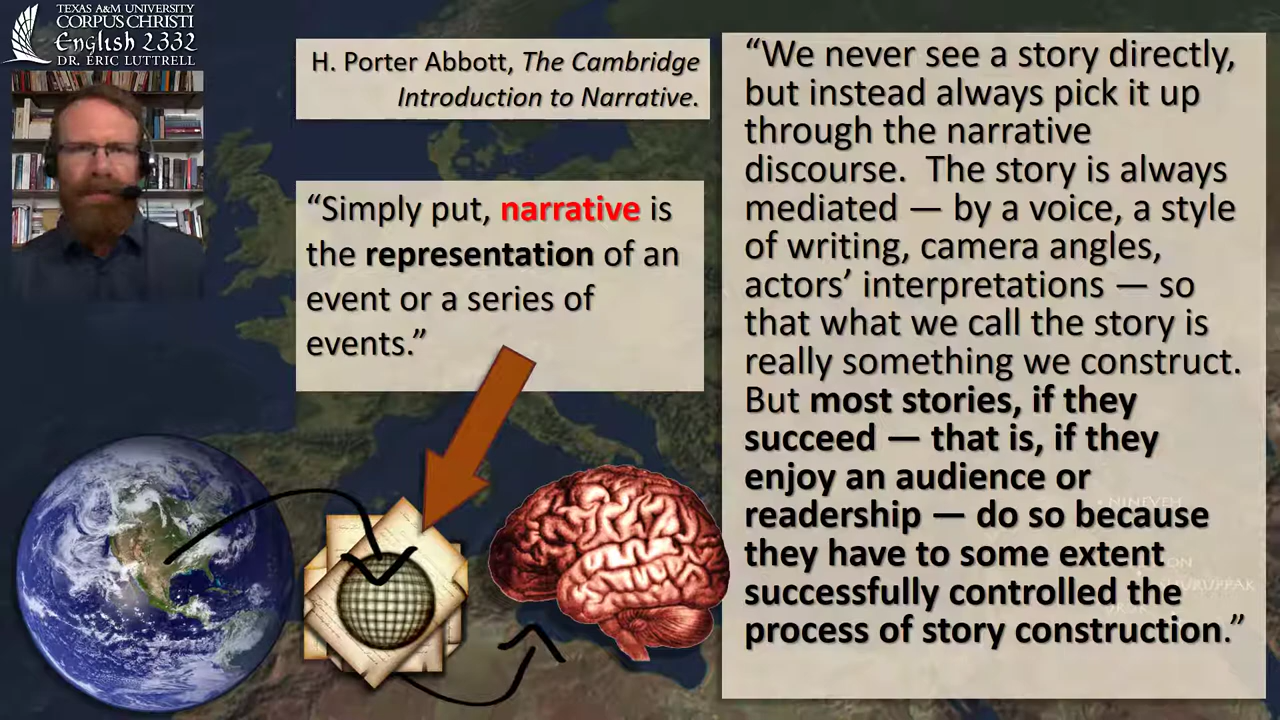 TEXAS A&M UNIVERSITY
CORPUS CHRISTI
English 2332
DR. ERIC LUTTRELL
H. Porter Abbott, The Cambridge
Introduction to Narrative.
“Simply put, narrative is
the representation of an
event or a series of
events.”
“We never see a story directly,
but instead always pick it up
through the narrative
discourse.  The story is always
mediated — by a voice, a style
of writing, camera angles,
actors’ interpretations — so
that what we call the story is
really something we construct.
But most stories, if they
succeed — that is, if they
enjoy an audience or
readership — do so because
they have to some extent
successfully controlled the
process of story construction.”
NINEVEH